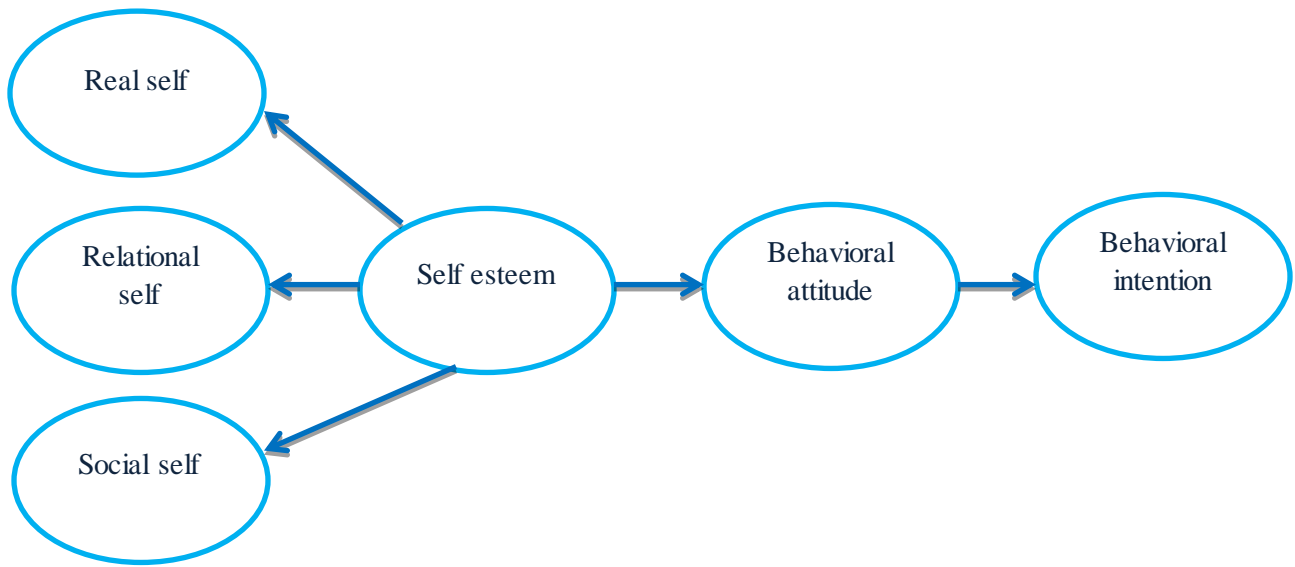 Real self
Relational
self
Social self
Self esteem
Behavioral
attitude
Behavioral
intention